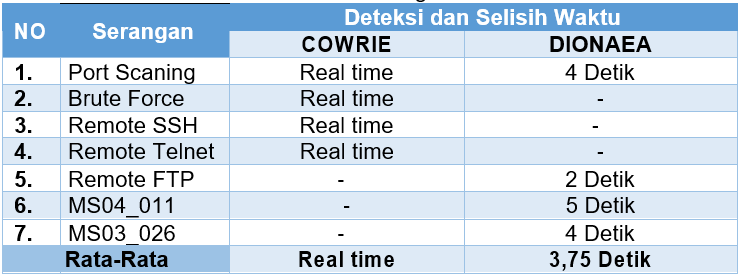 NO Serangan Deteksi dan Selisih Waktu
COWRIE DIONAEA
1. Port Scaning Real time 4 Detik
2. Brute Force Real time -
3. Remote SSH Real time -
4. Remote Telnet Real time -
5. Remote FTP - 2 Detik
6. MS04_011 - 5 Detik
7. MS03_026 - 4 Detik
Rata-Rata Real time 3,75 Detik